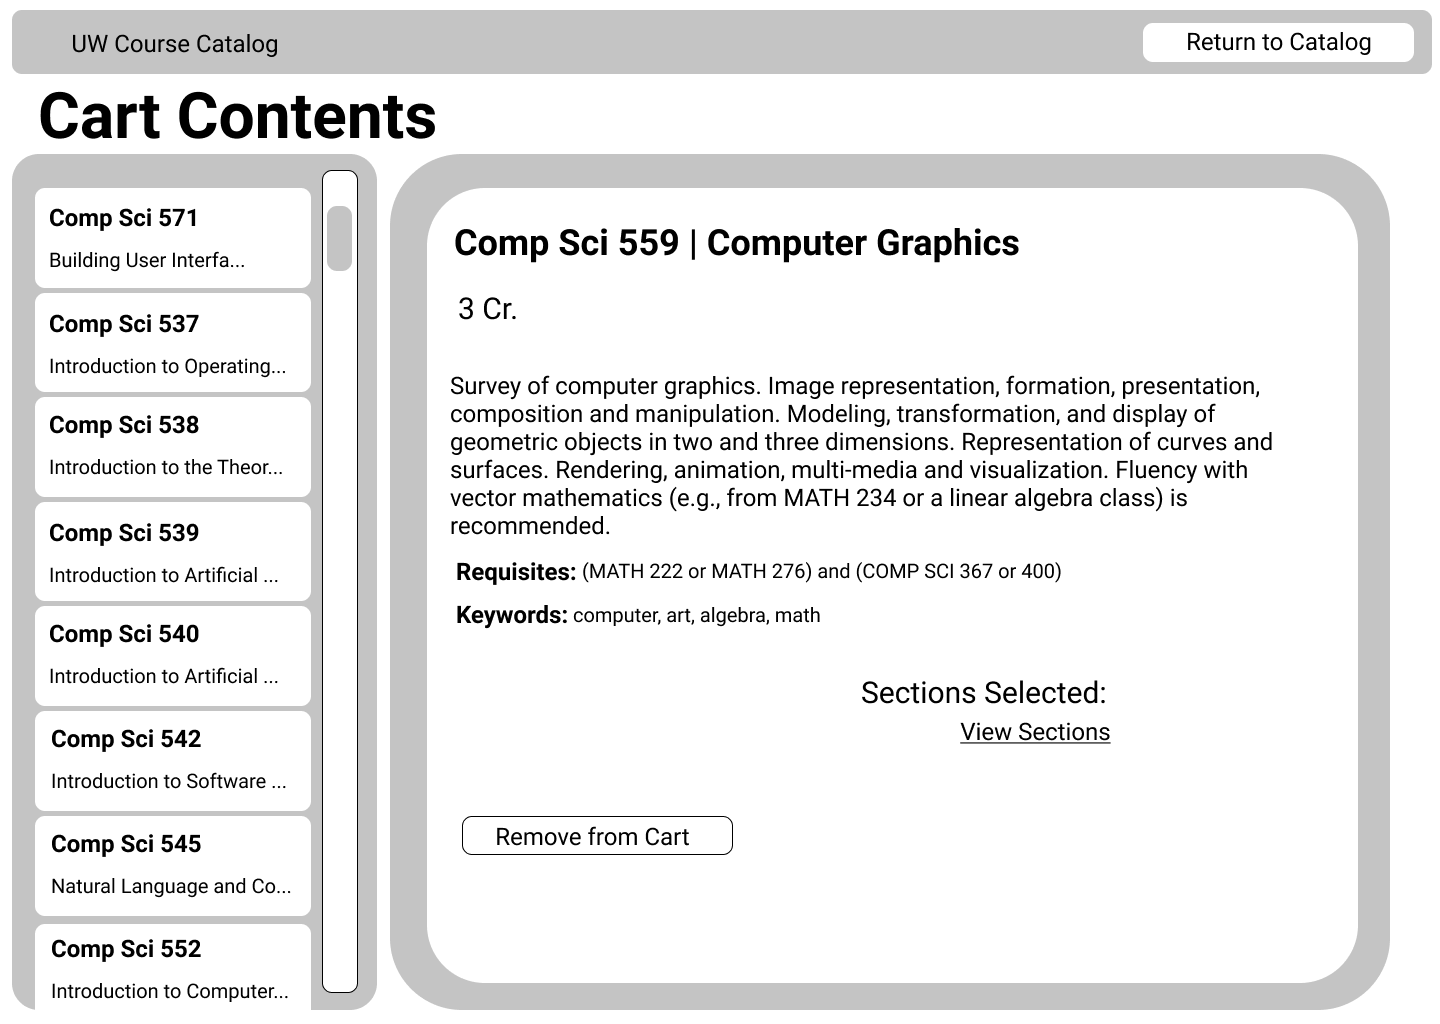 UW Course Catalog
Return to Catalog
Cart Contents
Comp Sci 571
Building User Interfa...
Comp Sci 537
Introduction to Operating...
Comp Sci 538
Introduction to the Theor...
Comp Sci 539
Introduction to Artificial ...
Comp Sci 540
Introduction to Artificial ...
Comp Sci 542
Introduction to Software ...
Comp Sci 545
Natural Language and Co...
Comp Sci 552
Introduction to Computer...
Comp Sci 559 | Computer Graphics
3 Cr.
Survey of computer graphics. Image representation, formation, presentation,
composition and manipulation. Modeling, transformation, and display of
geometric objects in two and three dimensions. Representation of curves and
surfaces. Rendering, animation, multi-media and visualization. Fluency with
vector mathematics (e.g., from MATH 234 or a linear algebra class) is
recommended.
Requisites: (MATH 222 or MATH 276) and (COMP SCI 367 or 400)
Keywords: computer, art, algebra, math
Sections Selected:
View Sections
Remove from Cart